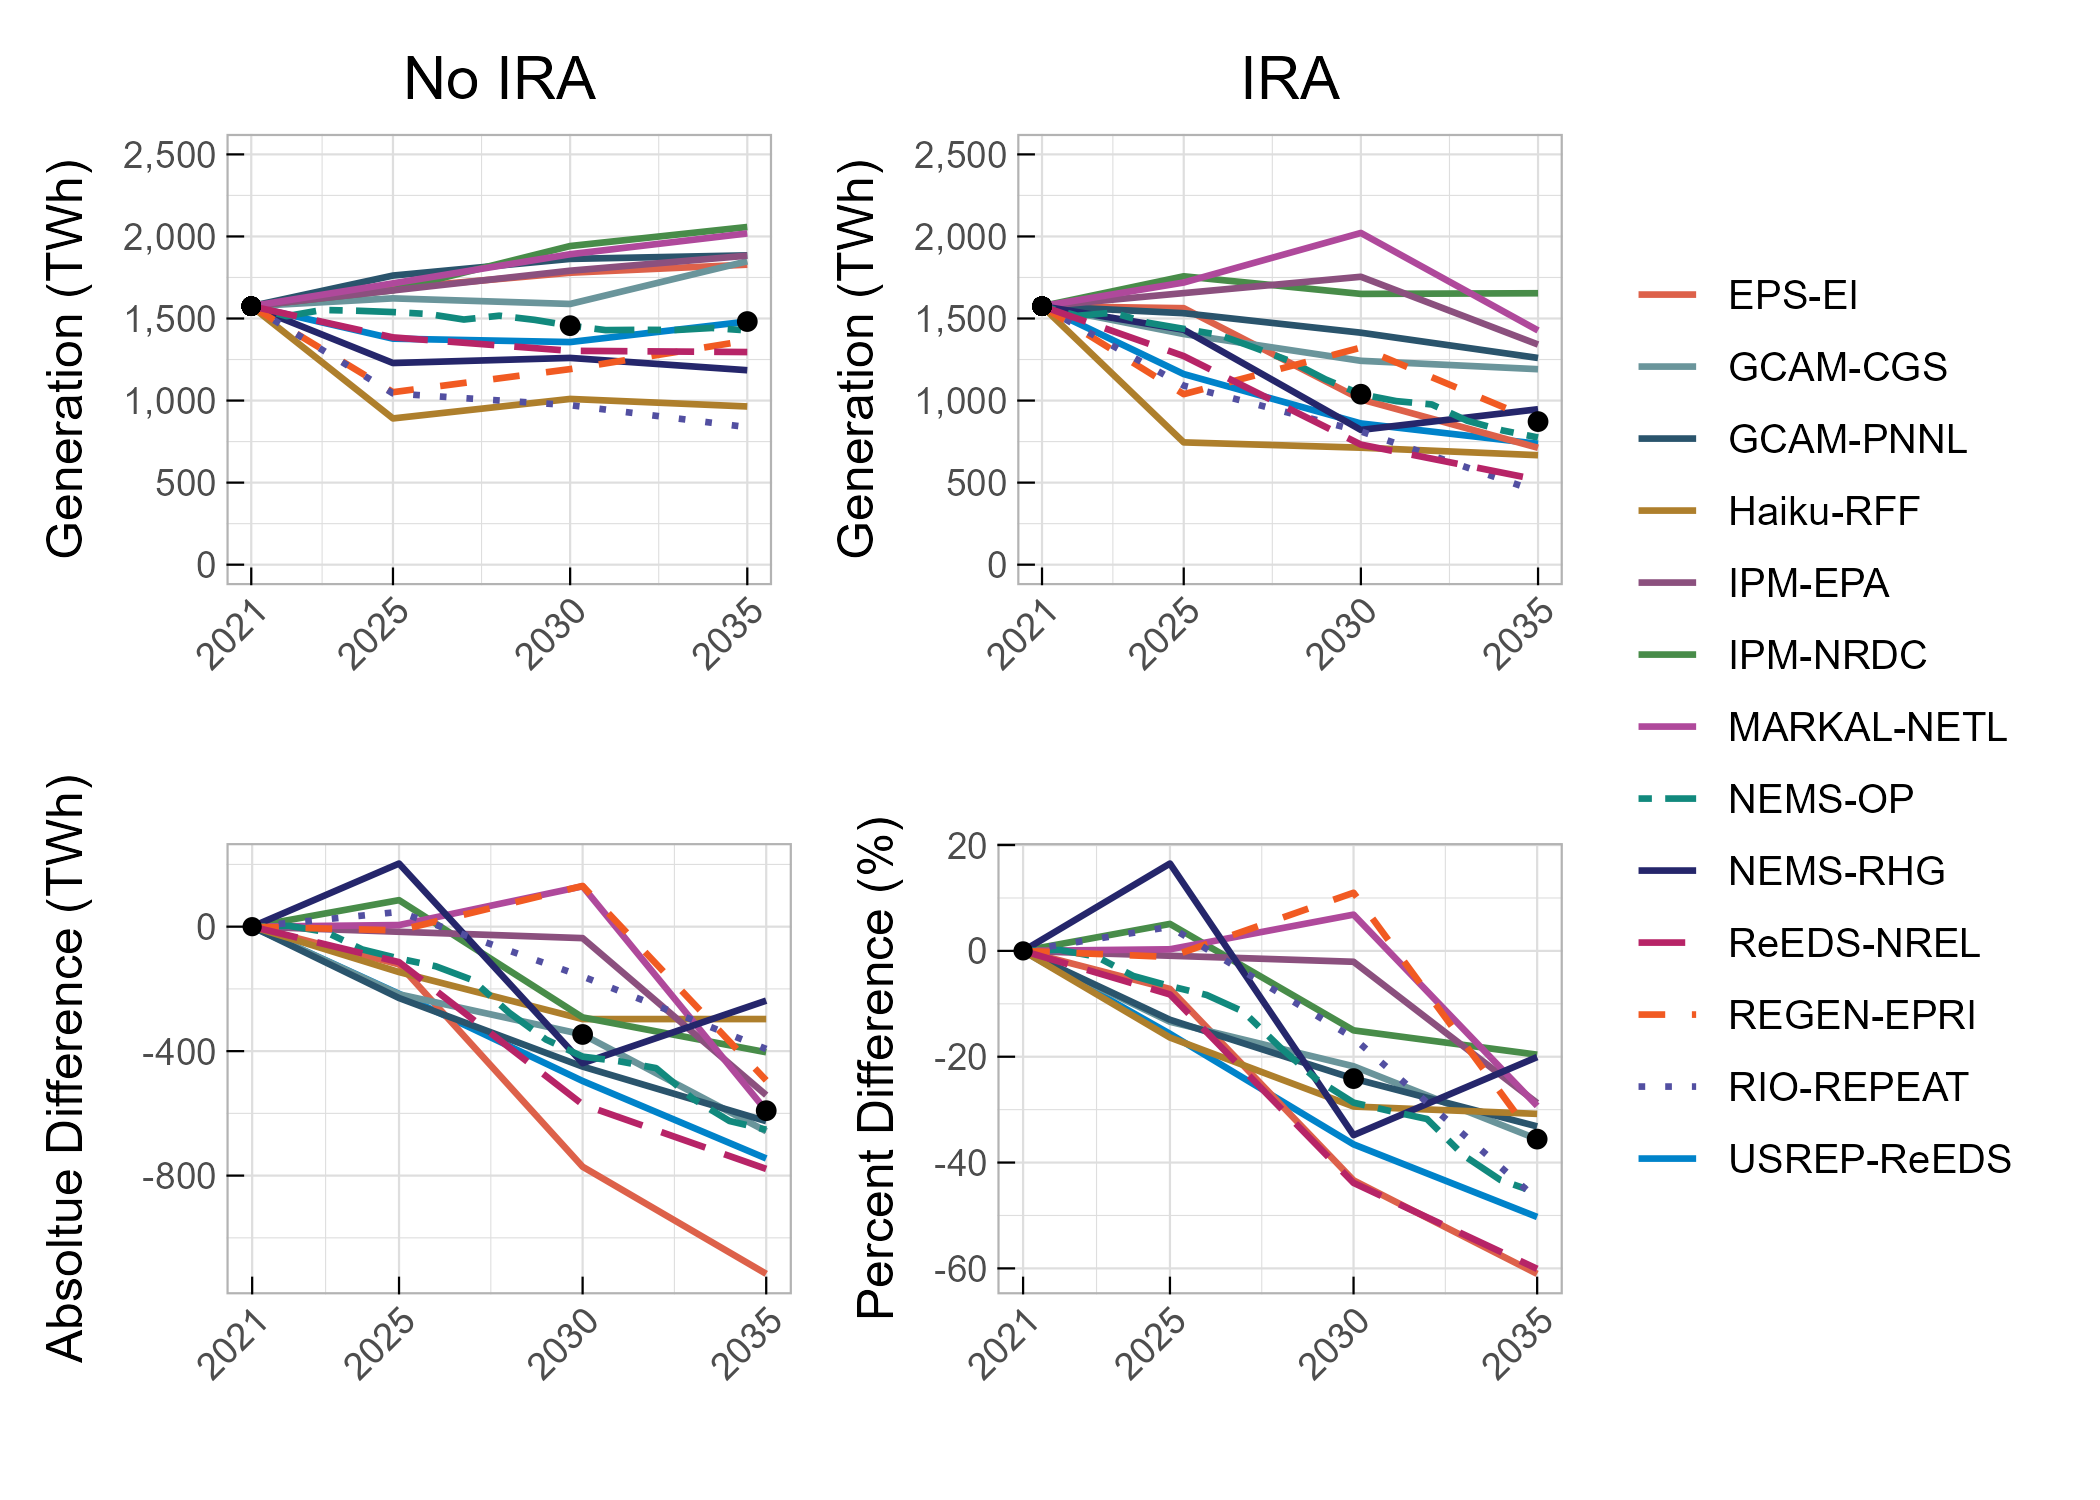 No IRA
IRA
Generation (TWh)
2,500
2,000
1,500
1,000
500
0
2021
2025
2030
2035
Generation (TWh)
2,500
2,000
1,500
1,000
500
0
2021
2025
2030
2035
Absoltue Difference (TWh)
0
-400
-800
2021
2025
2030
2035
Percent Difference (%)
20
0
-20
-40
-60
2021
2025
2030
2035
EPS-EI
GCAM-CGS
GCAM-PNNL
Haiku-RFF
IPM-EPA
IPM-NRDC
MARKAL-NETL
NEMS-OP
NEMS-RHG
ReEDS-NREL
REGEN-EPRI
RIO-REPEAT
USREP-ReEDS